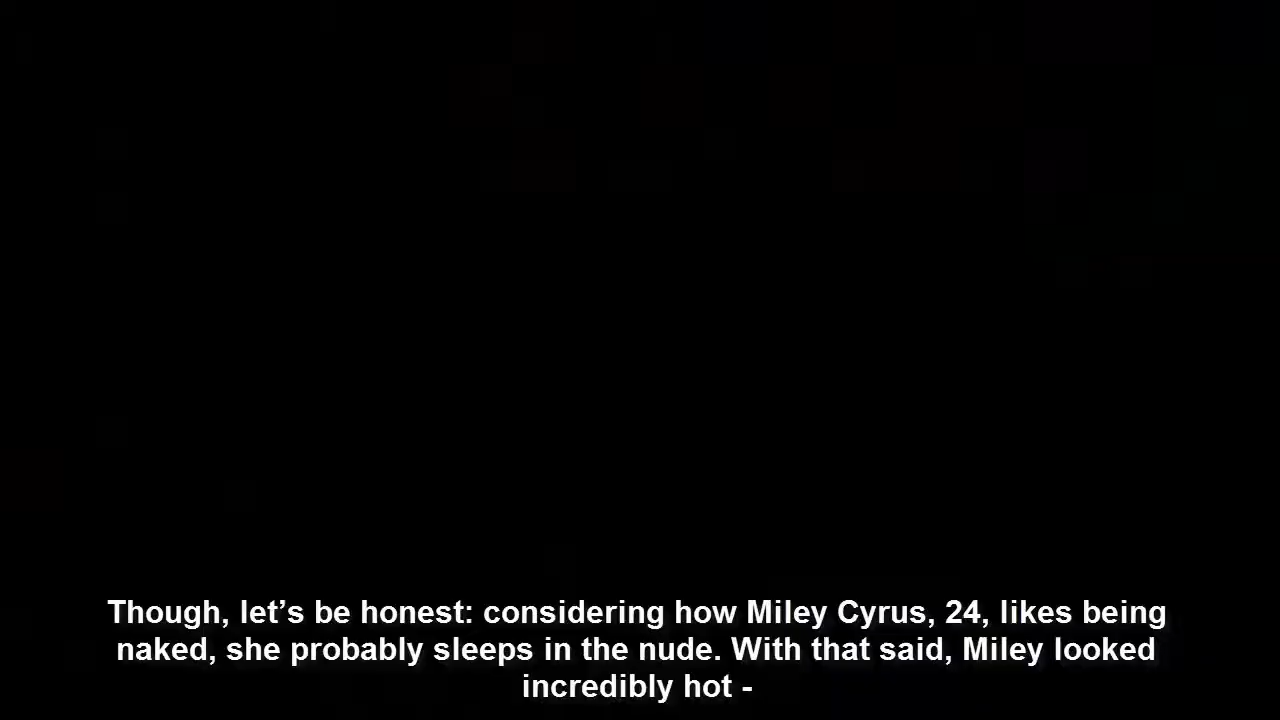 Though, let’s be honest: considering how Miley Cyrus, 24, likes being
naked, she probably sleeps in the nude. With that said, Miley looked
incredibly hot -